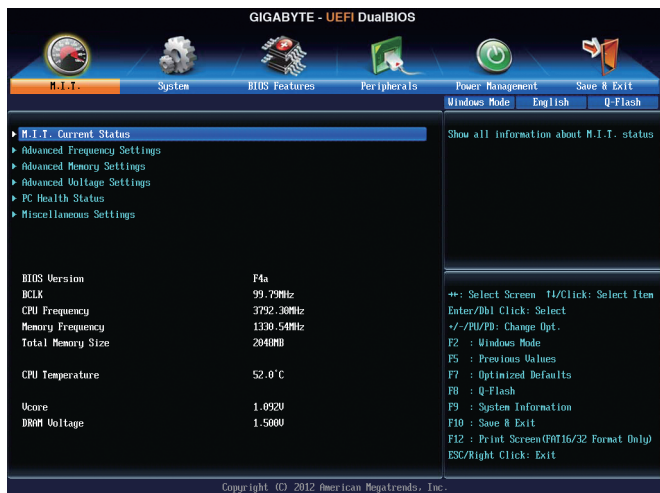 GIGABYTE - UEFI DualBIOS
M.I.T. System BIOS Features Peripherals Power Management Save & Exit
Windows Mode English Q-Flash
M.I.T. Current Status
Advanced Frequency Settings
Advanced Memory Settings
Advanced Voltage Settings
PC Health Status
Miscellaneous Settings
Show all information about M.I.T. status
BIOS Version F4a
BCLK 99.79MHz
CPU Frequency 3792.30MHz
Memory Frequency 1330.54MHz
Total Memory Size 2048MB
CPU Temperature 52.0°C
Vcore 1.092V
DRAM Voltage 1.500V
→←: Select Screen ↑↓/Click: Select Item
Enter/Dbl Click: Select
+/-/PU/PD: Change Opt.
F2 : Windows Mode
F5 : Previous Values
F7 : Optimized Defaults
F8 : Q-Flash
F9 : System Information
F10 : Save & Exit
F12 : Print Screen(FAT16/32 Format Only)
ESC/Right Click: Exit
Copyright (C) 2012 American Megatrends, Inc.